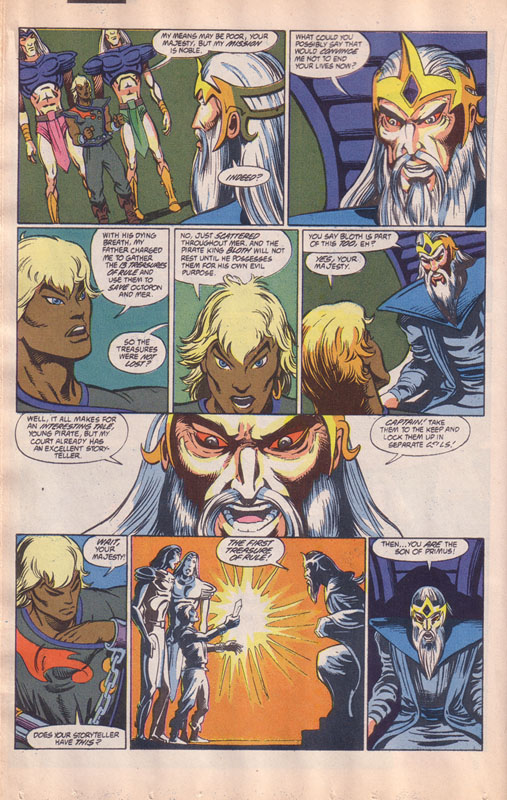 MY MEANS MAY BE POOR, YOUR
MAJESTY, BUT MY MISSION
IS NOBLE.
INDEED?
WHAT COULD YOU
POSSIBLY SAY THAT
WOULD CONVINCE
ME NOT TO END
YOUR LIVES NOW?
WITH HIS DYING
BREATH, MY
FATHER CHARGED
ME TO GATHER
THE 13 TREASURES
OF RULE AND
USE THEM TO
SAVE OCTOPON
AND MER.
SO THE
TREASURES
WERE NOT
LOST?
NO, JUST SCATTERED
THROUGHOUT MER. AND THE
PIRATE KING BLOTH WILL NOT
REST UNTIL HE POSSESSES
THEM FOR HIS OWN EVIL
PURPOSE.
YOU SAY BLOTH IS PART
OF THIS TOO, EH?
YES, YOUR
MAJESTY.
WELL, IT ALL MAKES FOR
AN INTERESTING TALE,
YOUNG PIRATE, BUT MY
COURT ALREADY HAS
AN EXCELLENT STORY-
TELLER.
CAPTAIN! TAKE
THEM TO THE KEEP AND
LOCK THEM UP IN
SEPARATE
WAIT,
YOUR
MAJESTY!
DOES YOUR STORYTELLER
HAVE THIS?
THE FIRST
TREASURE
OF RULE!
THEN...YOU ARE THE
SON OF PRIMUS!